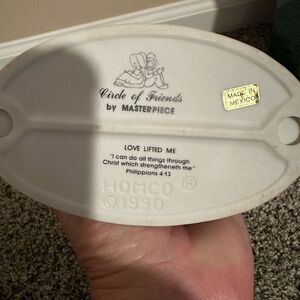 Circle of Friends
by MASTERPIECE
MADE IN
MEXICO
LOVE LIFTED ME
"I can do all things through
Christ which strengtheneth me."
Philippians 4:13
HOMCO ®
© 1990